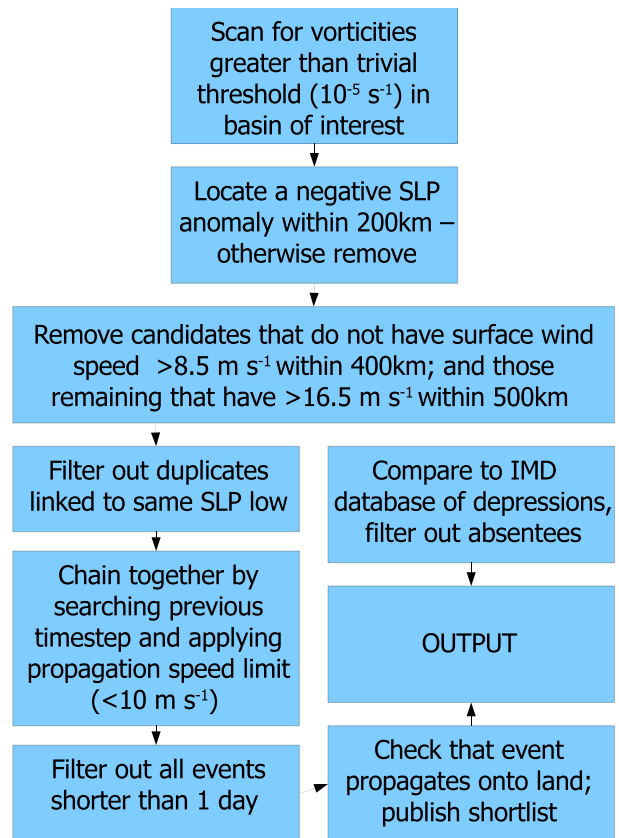 Scan for vorticities
greater than trivial
threshold (10⁻⁵ s⁻¹) in
basin of interest
Locate a negative SLP
anomaly within 200km –
otherwise remove
Remove candidates that do not have surface wind
speed >8.5 m s⁻¹ within 400km; and those
remaining that have >16.5 m s⁻¹ within 500km
Filter out duplicates
linked to same SLP low
Chain together by
searching previous
timestep and applying
propagation speed limit
(<10 m s⁻¹)
Filter out all events
shorter than 1 day
Compare to IMD
database of depressions,
filter out absentees
OUTPUT
Check that event
propagates onto land;
publish shortlist